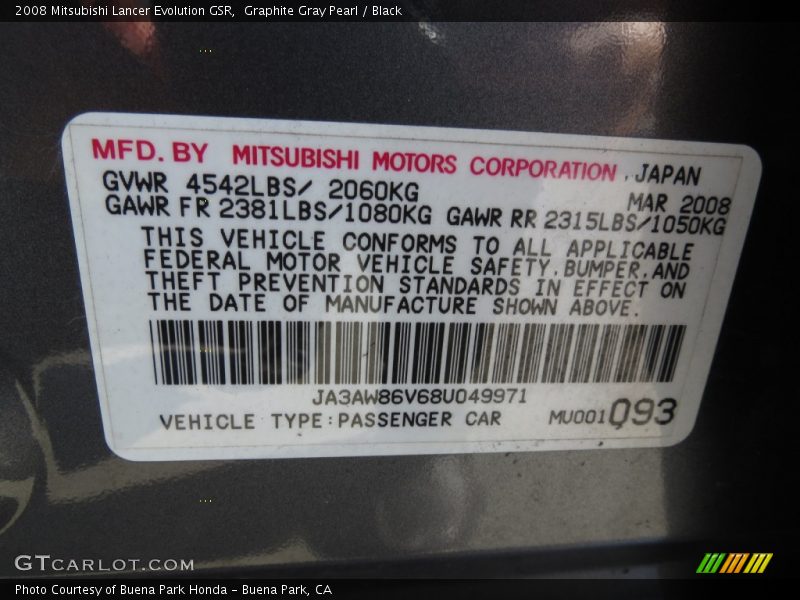 2008 Mitsubishi Lancer Evolution GSR,  Graphite Gray Pearl / Black
MFD. BY MITSUBISHI MOTORS CORPORATION , JAPAN
GVWR 4542LBS/ 2060KG MAR 2008
GAWR FR 2381LBS/1080KG GAWR RR 2315LBS/1050KG
THIS VEHICLE CONFORMS TO ALL APPLICABLE
FEDERAL MOTOR VEHICLE SAFETY,BUMPER,AND
THEFT PREVENTION STANDARDS IN EFFECT ON
THE DATE OF MANUFACTURE SHOWN ABOVE.
JA3AW86V68U049971
VEHICLE TYPE:PASSENGER CAR MU001093
GTCARLOT.COM
Photo Courtesy of Buena Park Honda - Buena Park, CA